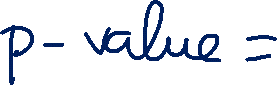 p-value =